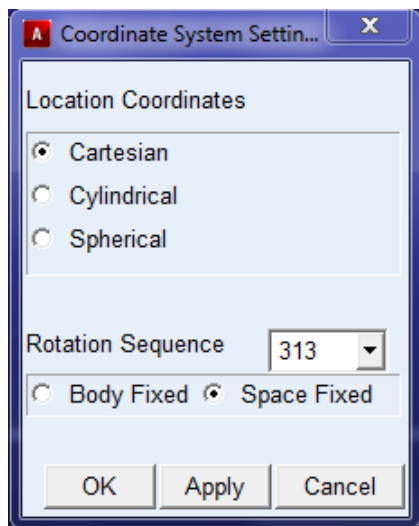 A Coordinate System Settin... X
Location Coordinates
Cartesian
Cylindrical
Spherical
Rotation Sequence 313
Body Fixed Space Fixed
OK Apply Cancel